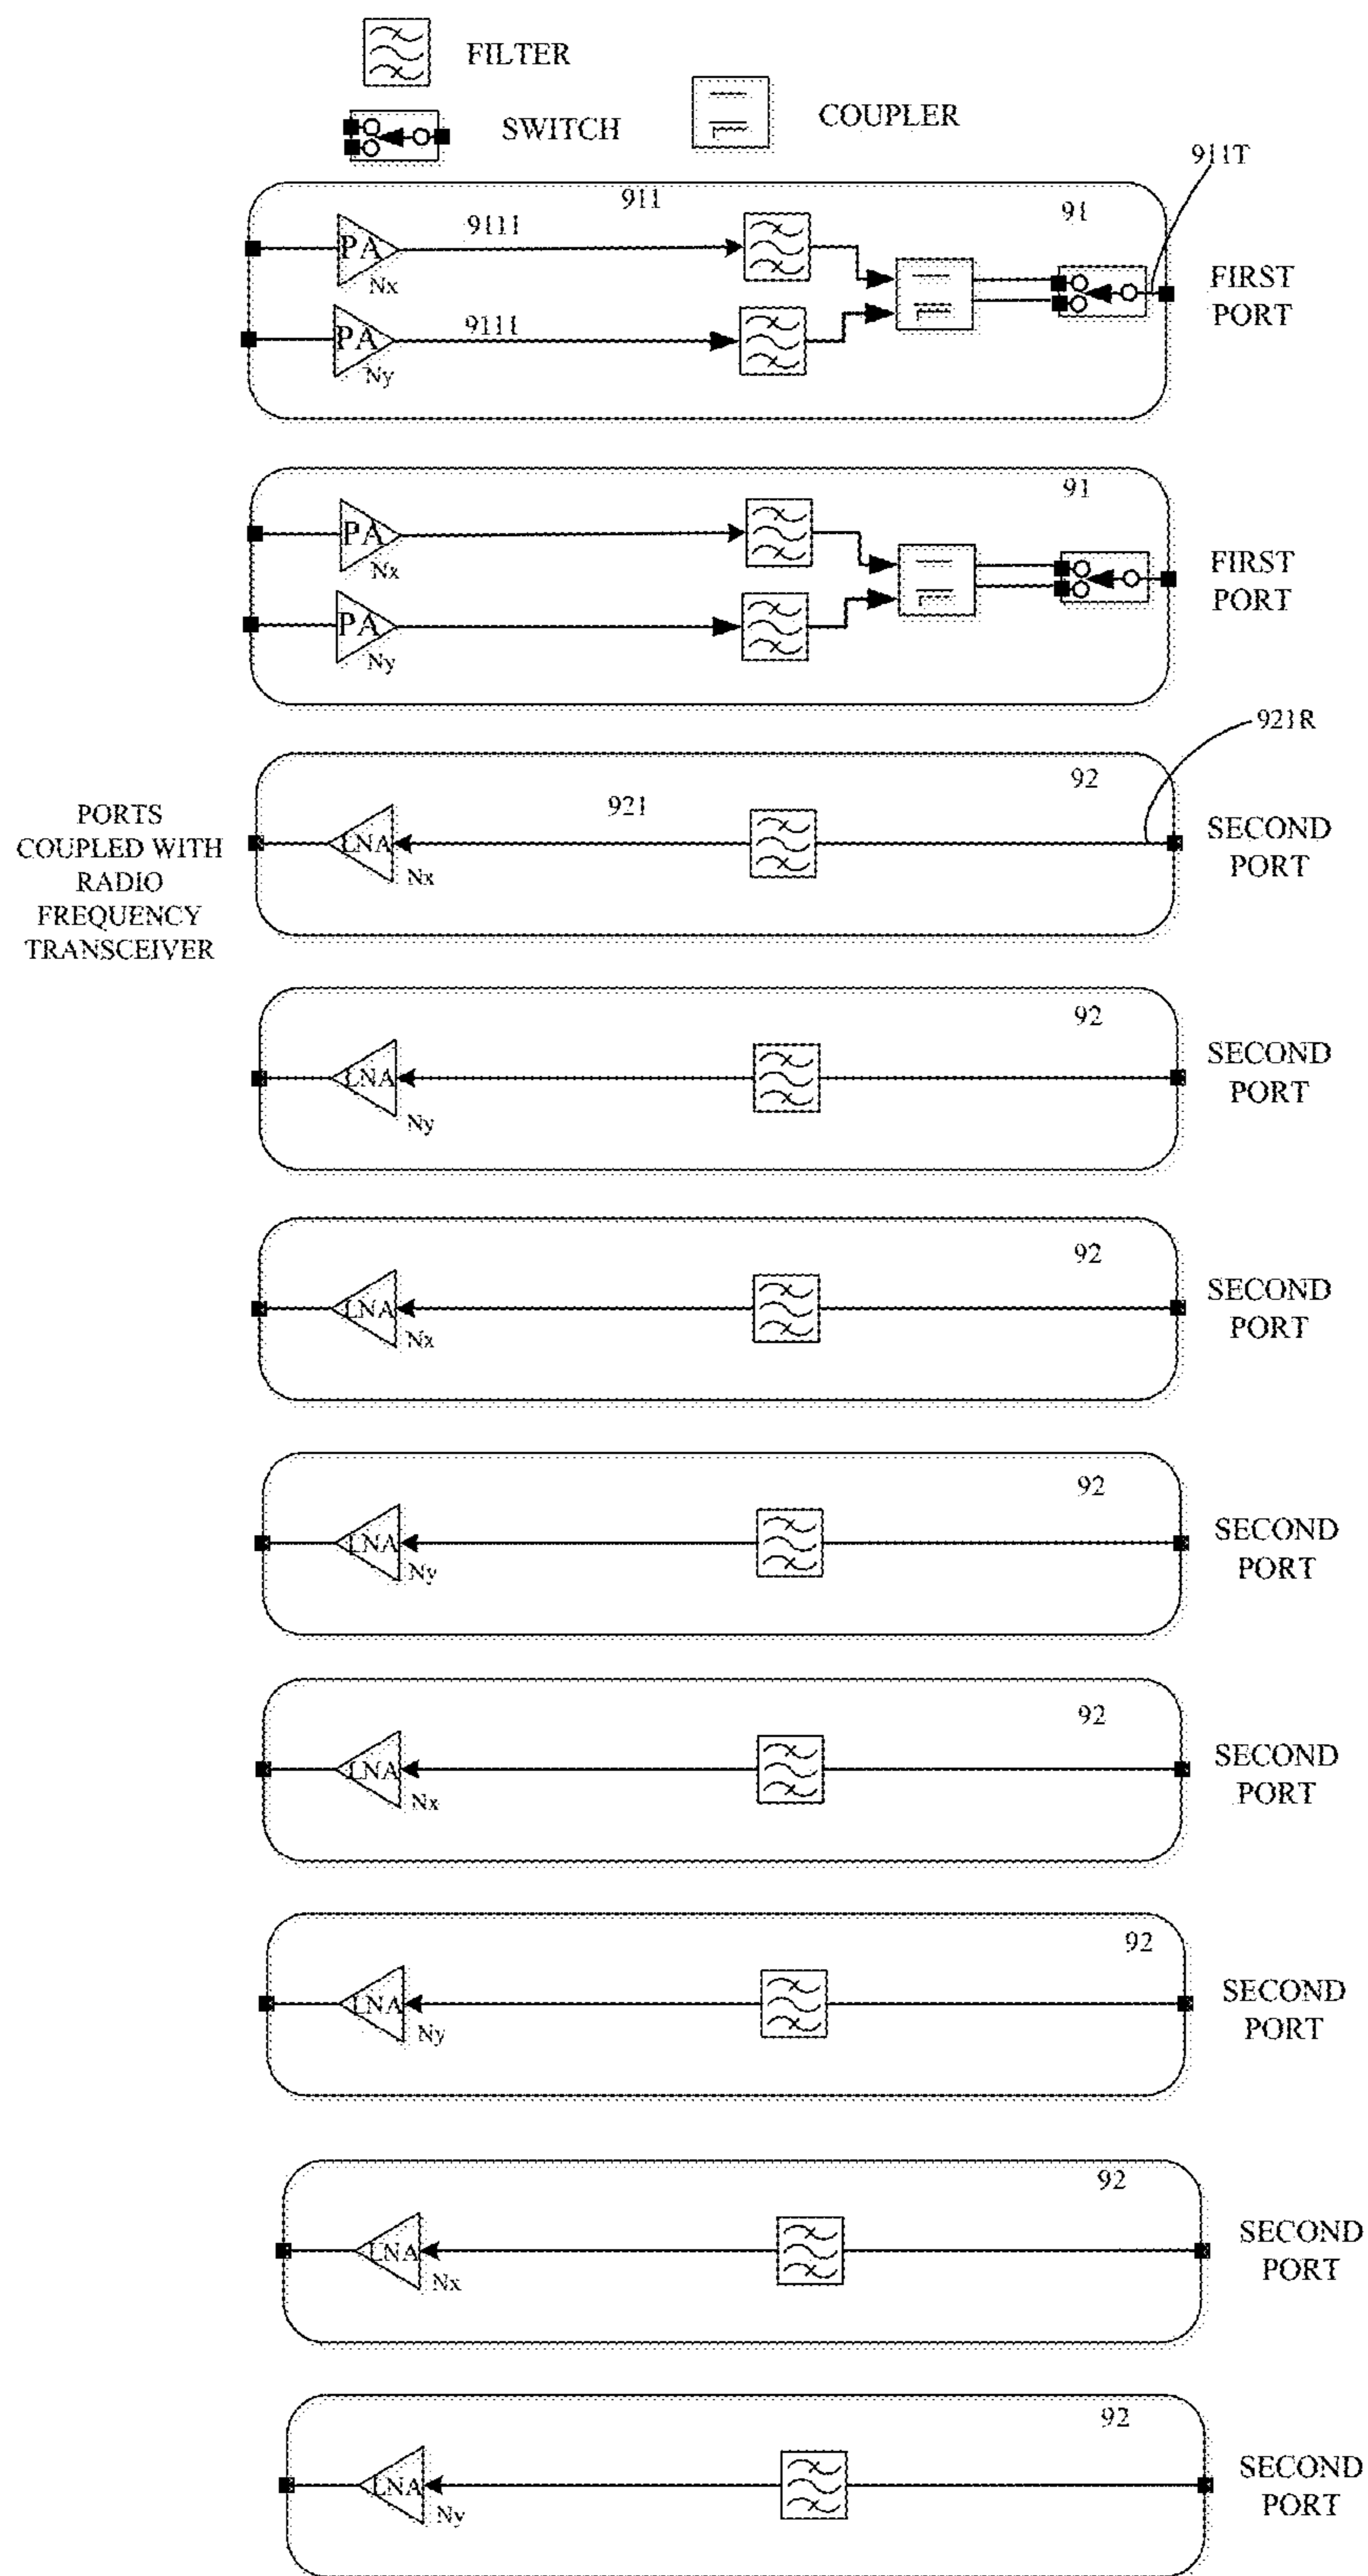 FILTER
SWITCH
COUPLER
911T
911
91
9111
PA
Nx
9111
PA
Ny
FIRST
PORT
91
PA
Nx
PA
Ny
FIRST
PORT
921R
PORTS
COUPLED WITH
RADIO
FREQUENCY
TRANSCEIVER
92
921
LNA
Nx
SECOND
PORT
92
LNA
Ny
SECOND
PORT
92
LNA
Nx
SECOND
PORT
92
LNA
Ny
SECOND
PORT
92
LNA
Nx
SECOND
PORT
92
LNA
Ny
SECOND
PORT
92
LNA
Nx
SECOND
PORT
92
LNA
Ny
SECOND
PORT